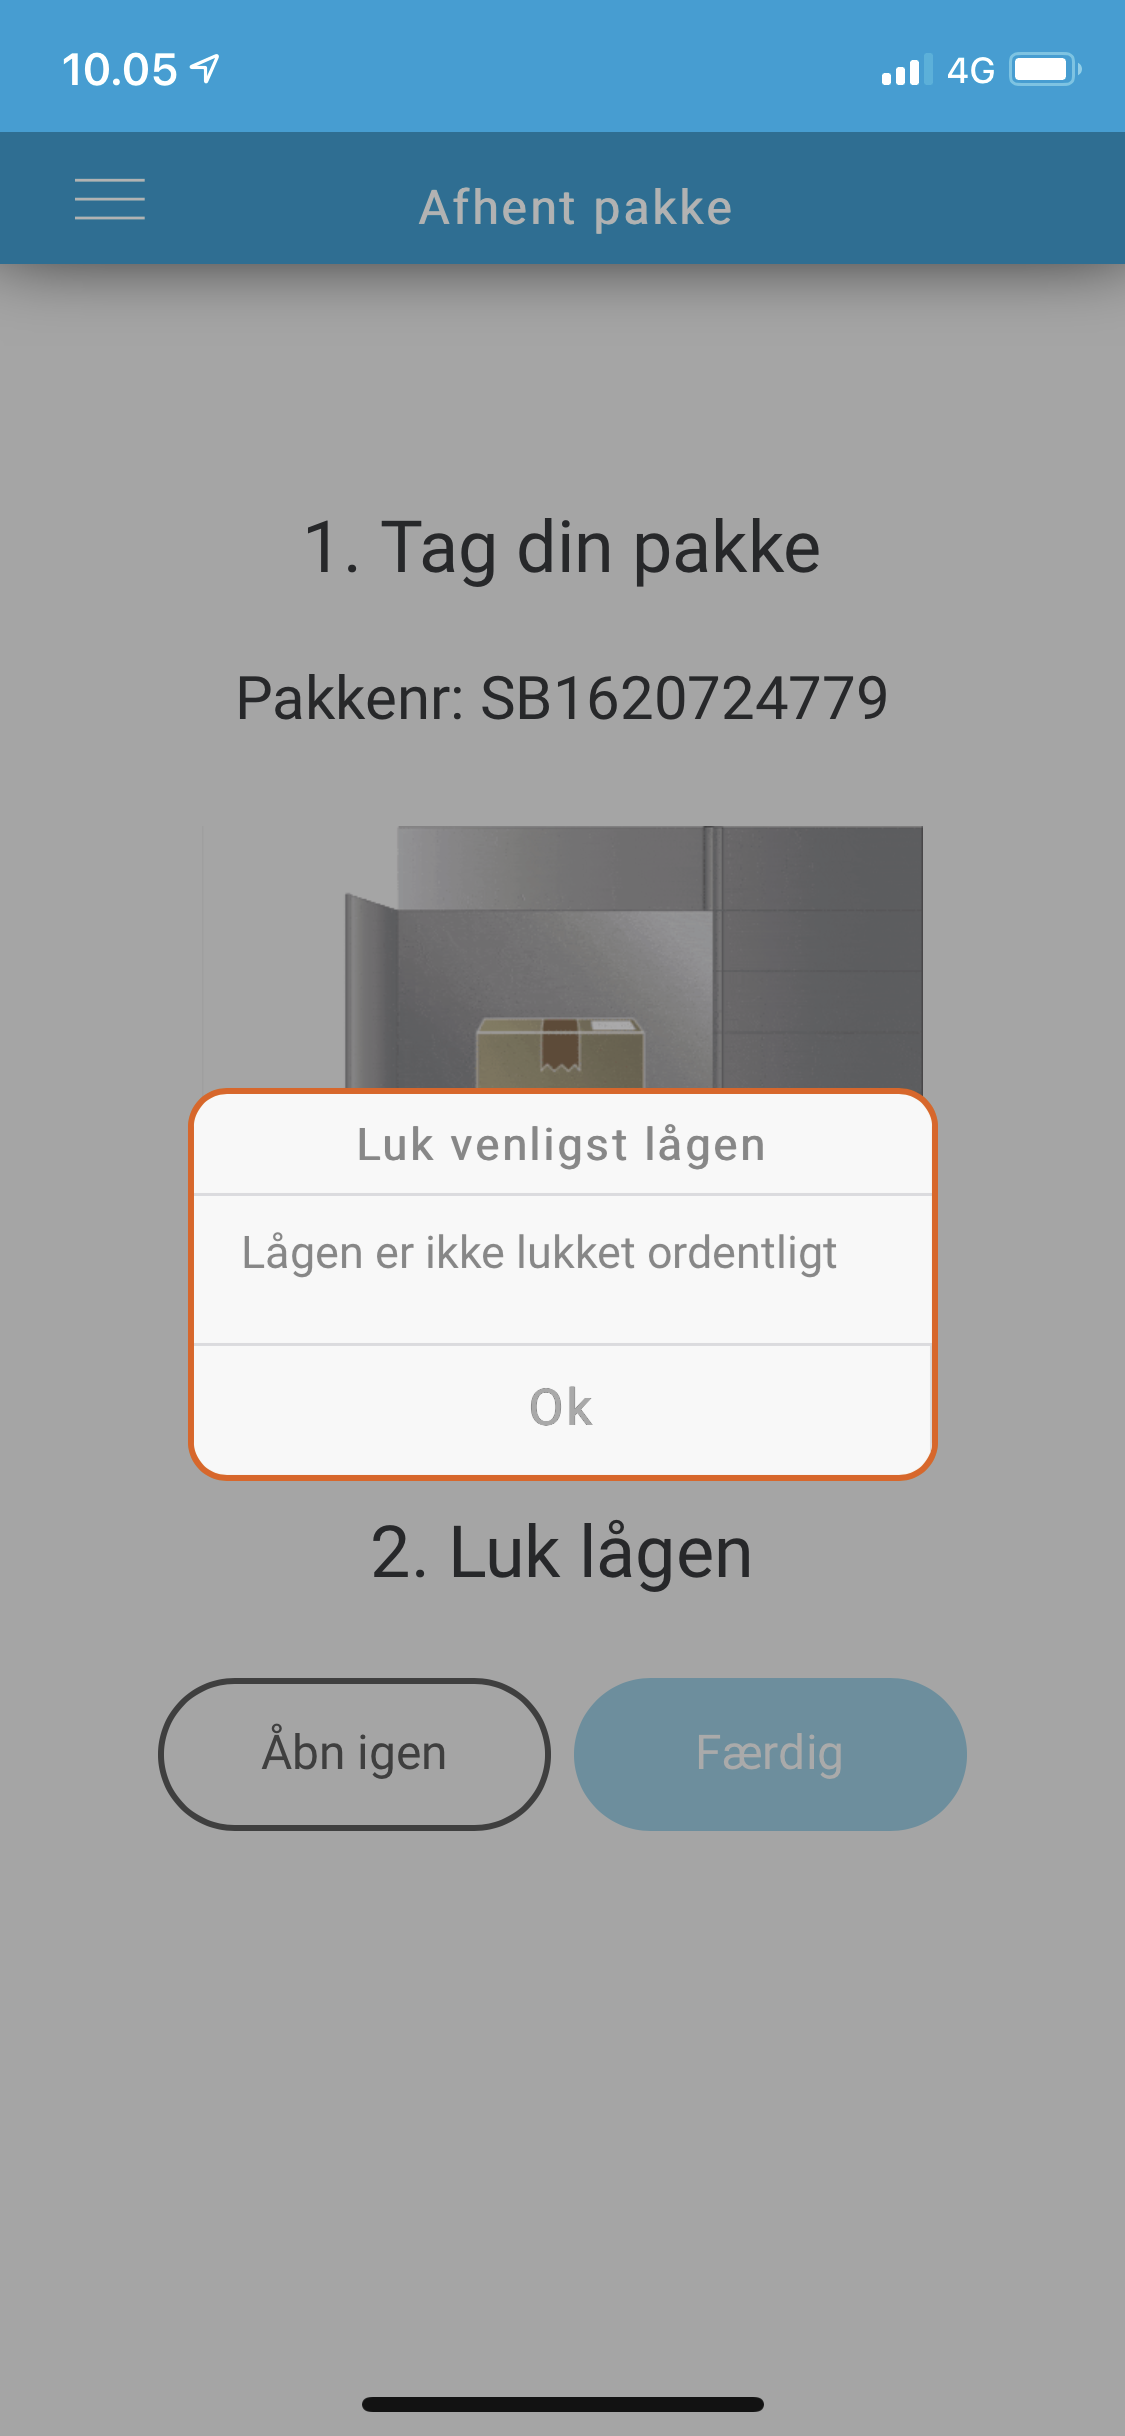 10.05
4G
Afhent pakke
1. Tag din pakke
Pakkenr: SB1620724779
Luk venligst lågen
Lågen er ikke lukket ordentligt
Ok
2. Luk lågen
Åbn igen
Færdig